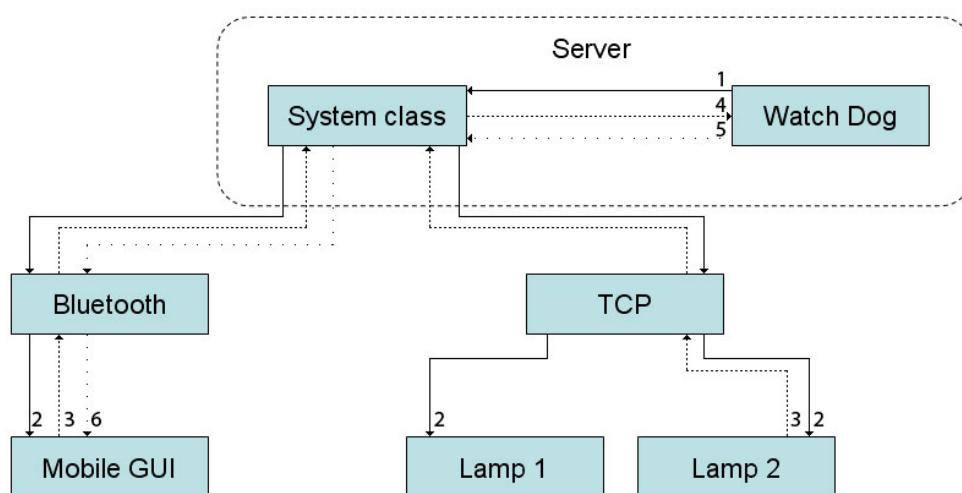 Server
1
System class
4
Watch Dog
5
Bluetooth
TCP
2
3
6
2
3
2
Mobile GUI
Lamp 1
Lamp 2